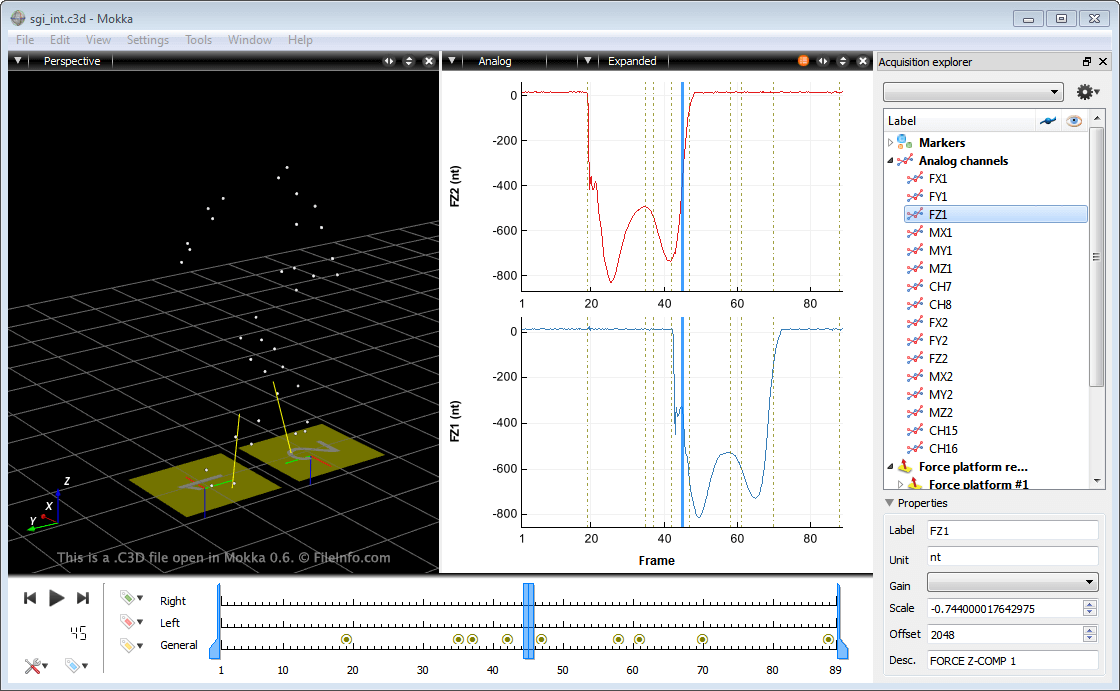 sgi_int.c3d - Mokka
File Edit View Settings Tools Window Help
Perspective
Analog
Expanded
Acquisition explorer
Label
Markers
Analog channels
FX1
FY1
FZ1
MX1
MY1
MZ1
CH7
CH8
FX2
FY2
FZ2
MX2
MY2
MZ2
CH15
CH16
Force platform re...
Force platform #1
Properties
Label FZ1
Unit nt
Gain
Scale -0.744000017642975
Offset 2048
Desc. FORCE Z-COMP 1
FZ2 (nt)
0
-200
-400
-600
-800
1 20 40 60 80
FZ1 (nt)
0
-200
-400
-600
-800
1 20 40 60 80
Frame
1
2
Z
X
Y
This is a .C3D file open in Mokka 0.6. © FileInfo.com
45
Right
Left
General
1 10 20 30 40 50 60 70 80 89